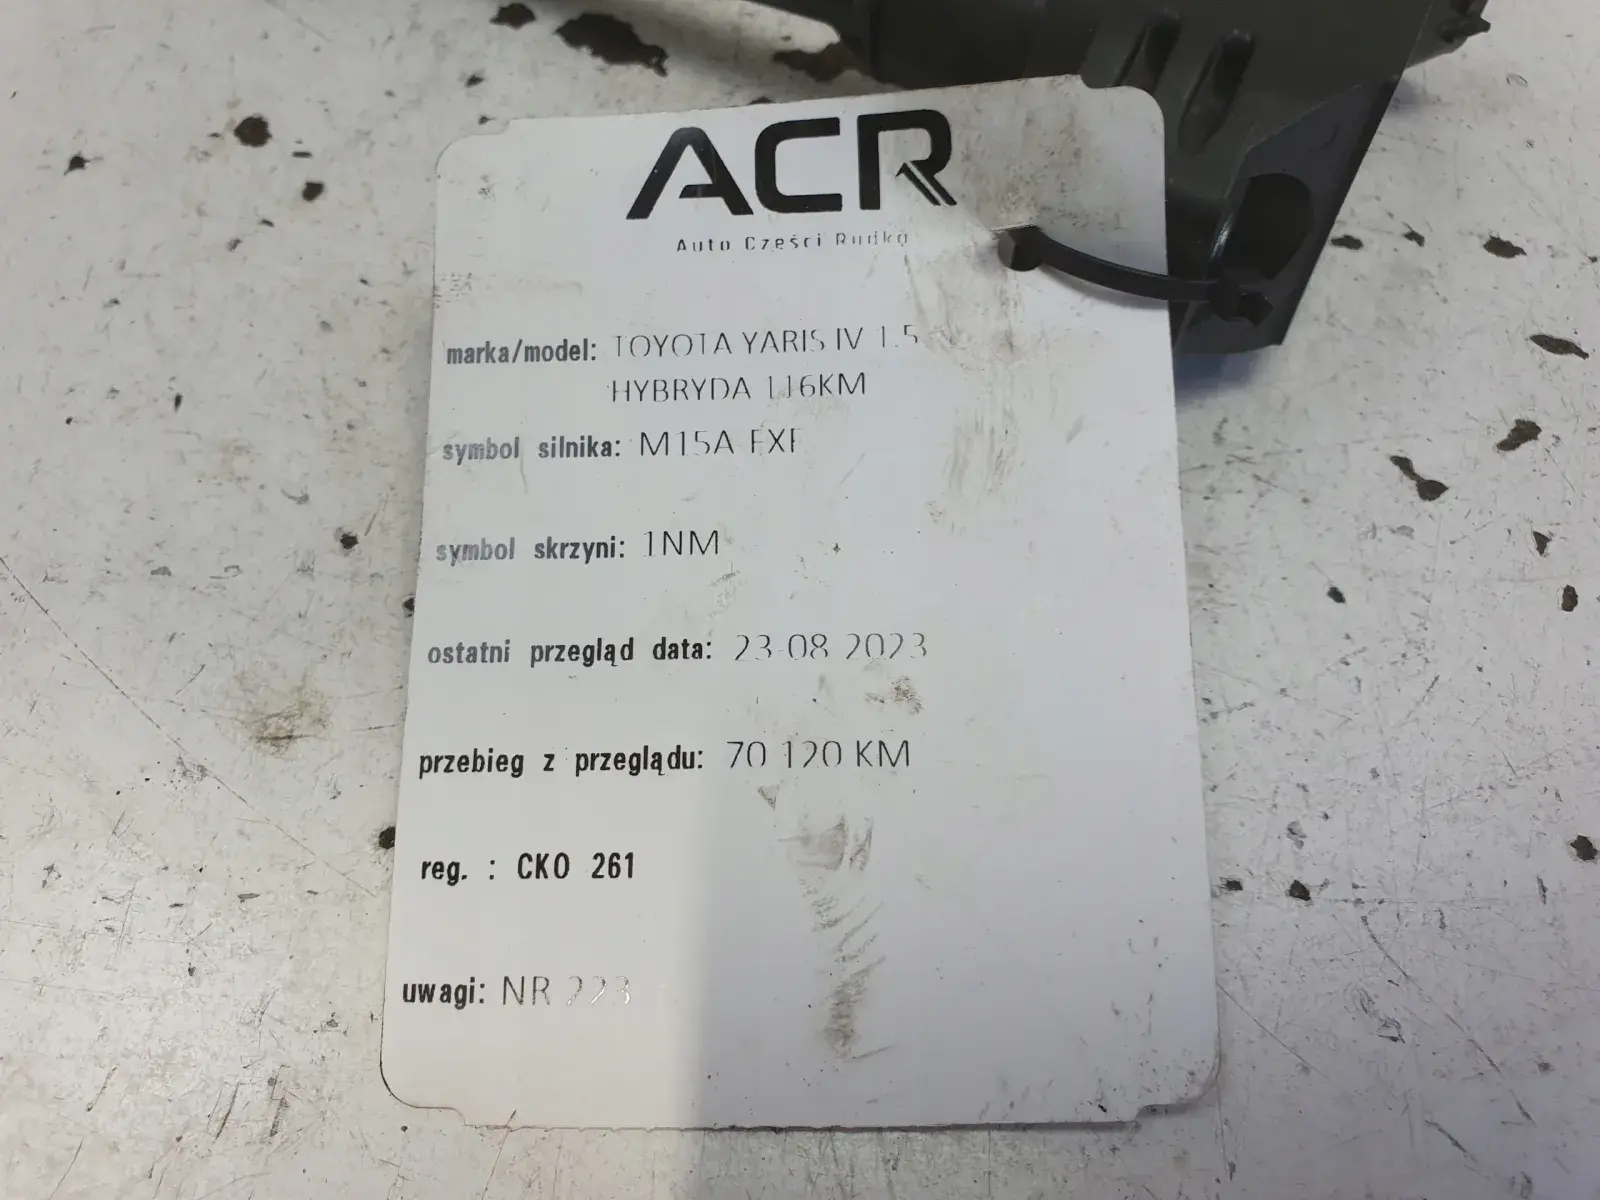 ACR
Auto Części Rudka
marka/model: TOYOTA YARIS IV 1.5
HYBRYDA 116KM
symbol silnika: M15A FXE
symbol skrzyni: 1NM
ostatni przegląd data: 23-08 2023
przebieg z przeglądu: 70 120 KM
reg. : CKO 261
uwagi: NR 223